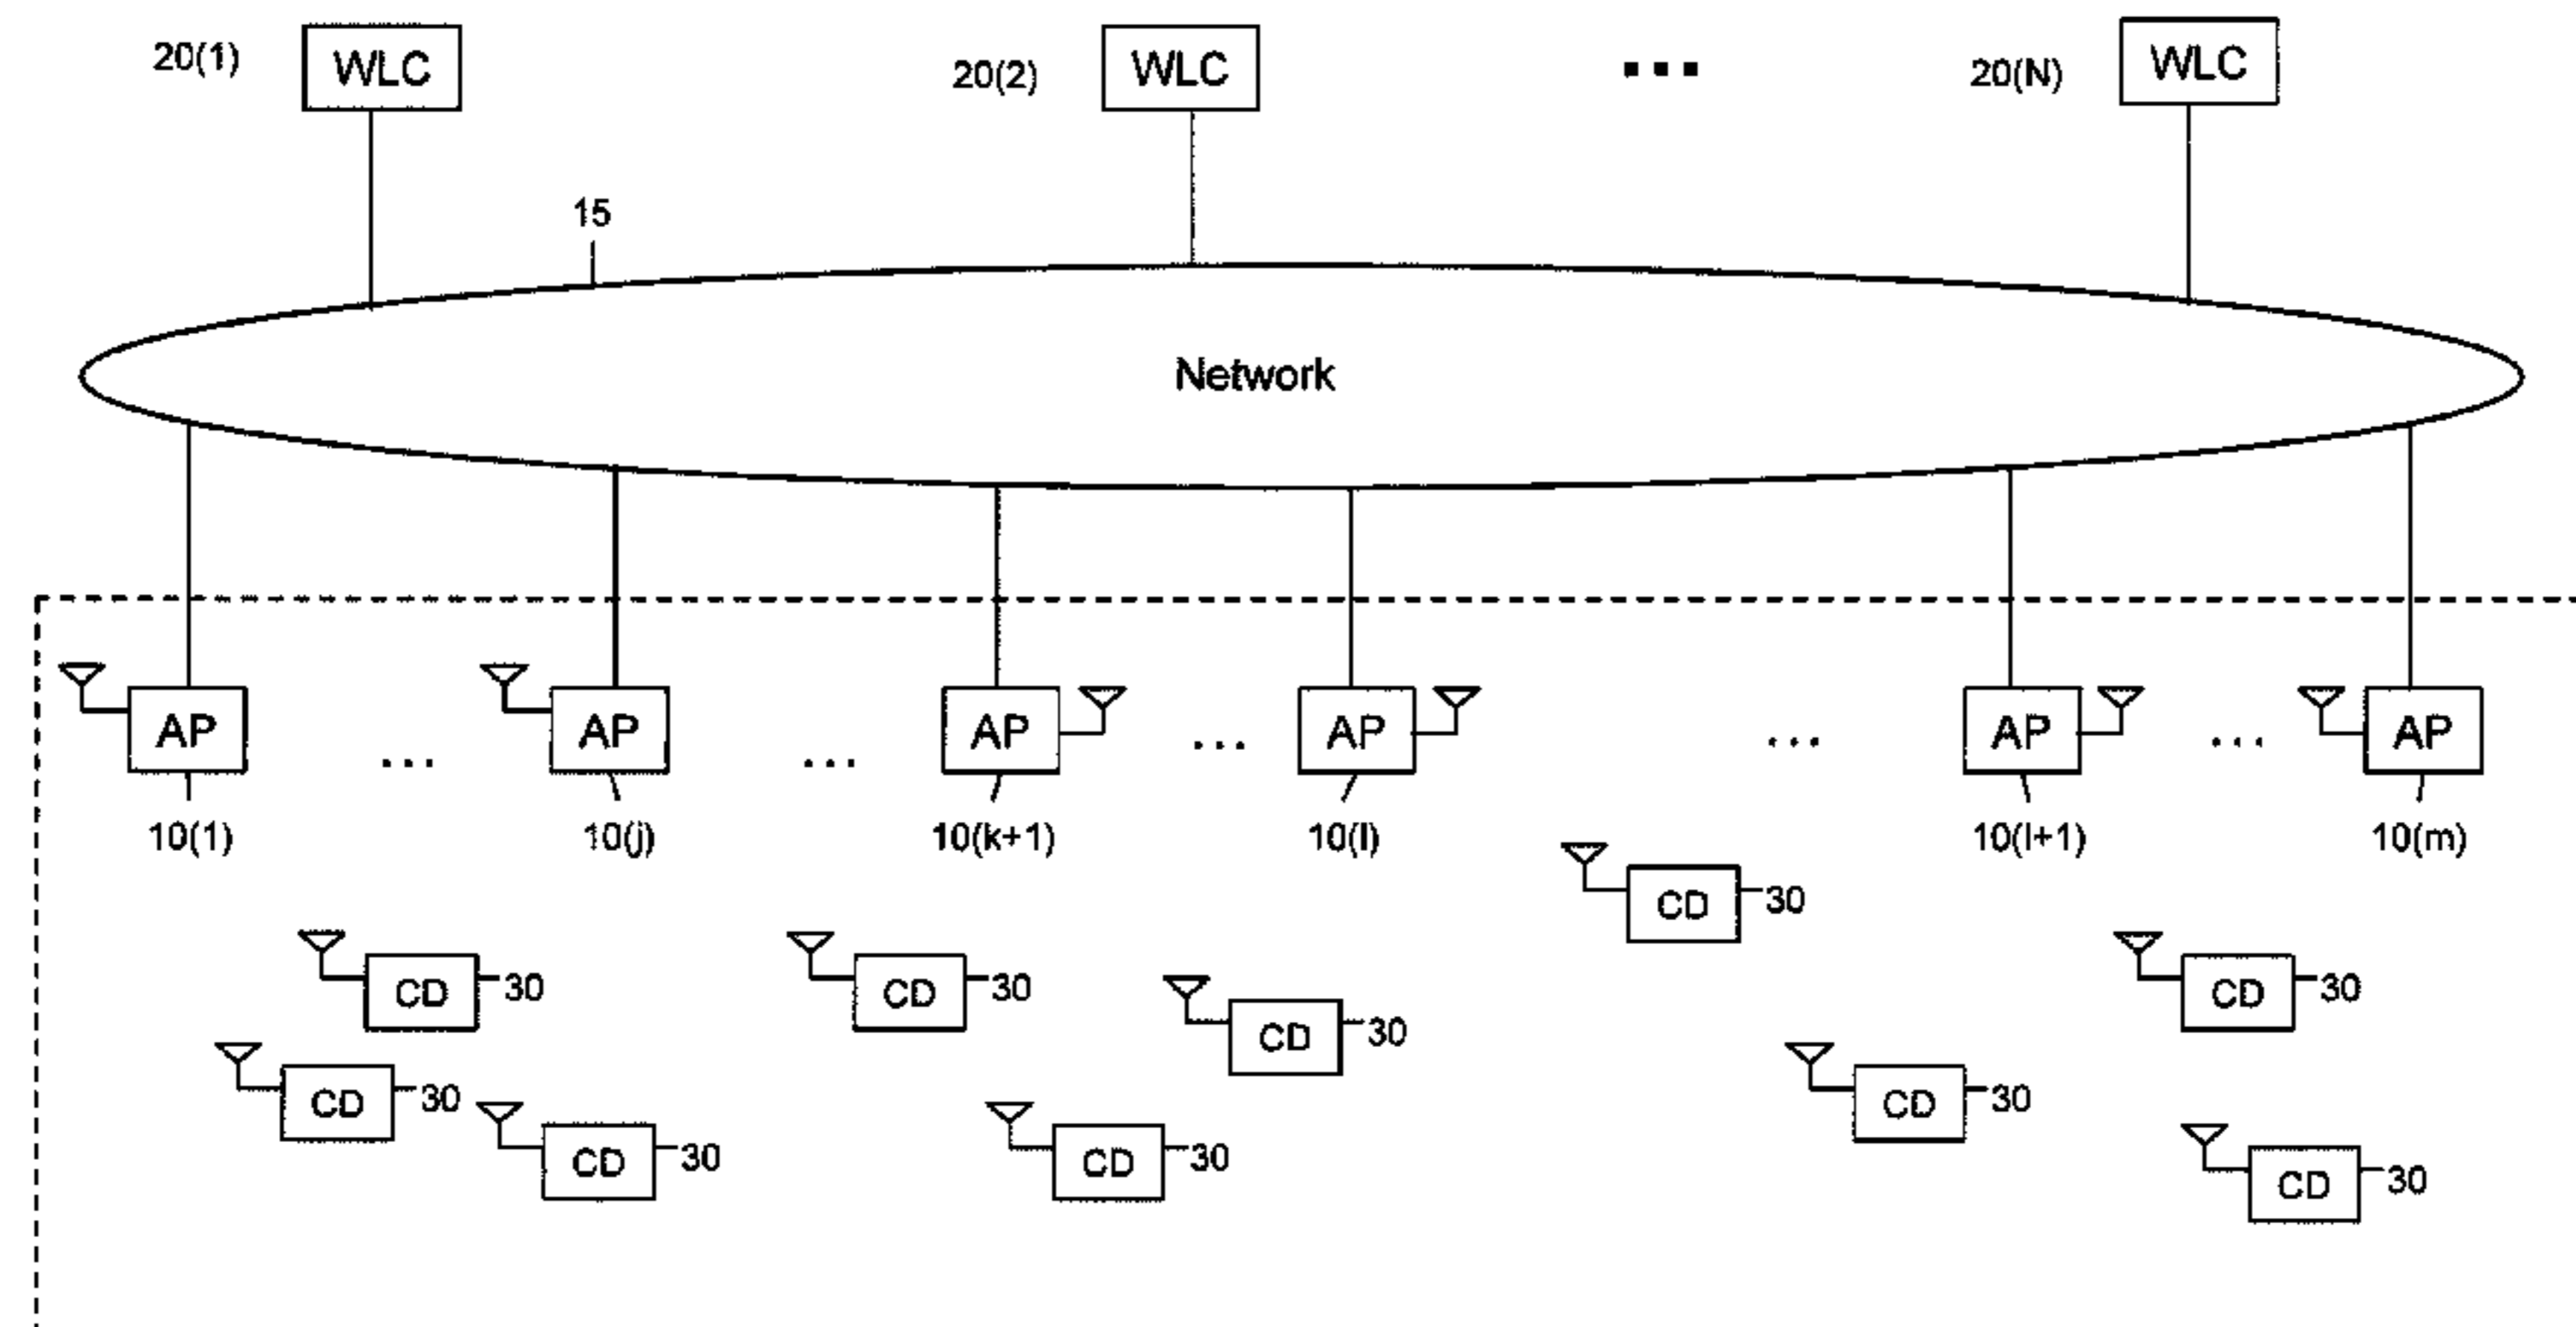 20(1) WLC 20(2) WLC ... 20(N) WLC
15
Network
AP AP AP AP AP AP
... ... ... ... ...
10(1) 10(j) 10(k+1) 10(l) 10(l+1) 10(m)
CD 30
CD 30 CD 30 CD 30
CD 30
CD 30 CD 30
CD 30 CD 30
CD 30